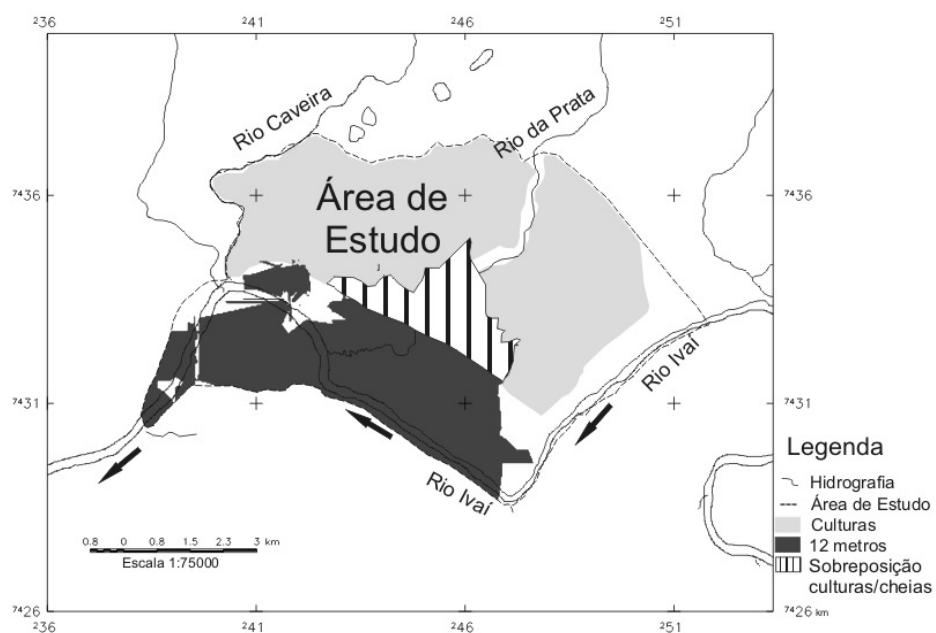 236 241 246 251
Rio Caveira
Rio da Prata
7436 7436
Área de
Estudo
Rio Ivaí
7431 7431
Rio Ivaí
0.8 0 0.8 1.5 2.3 3 km
Escala 1:75000
Legenda
Hidrografia
Área de Estudo
Culturas
12 metros
Sobreposição
culturas/cheias
7426 7426 km
236 241 246 251